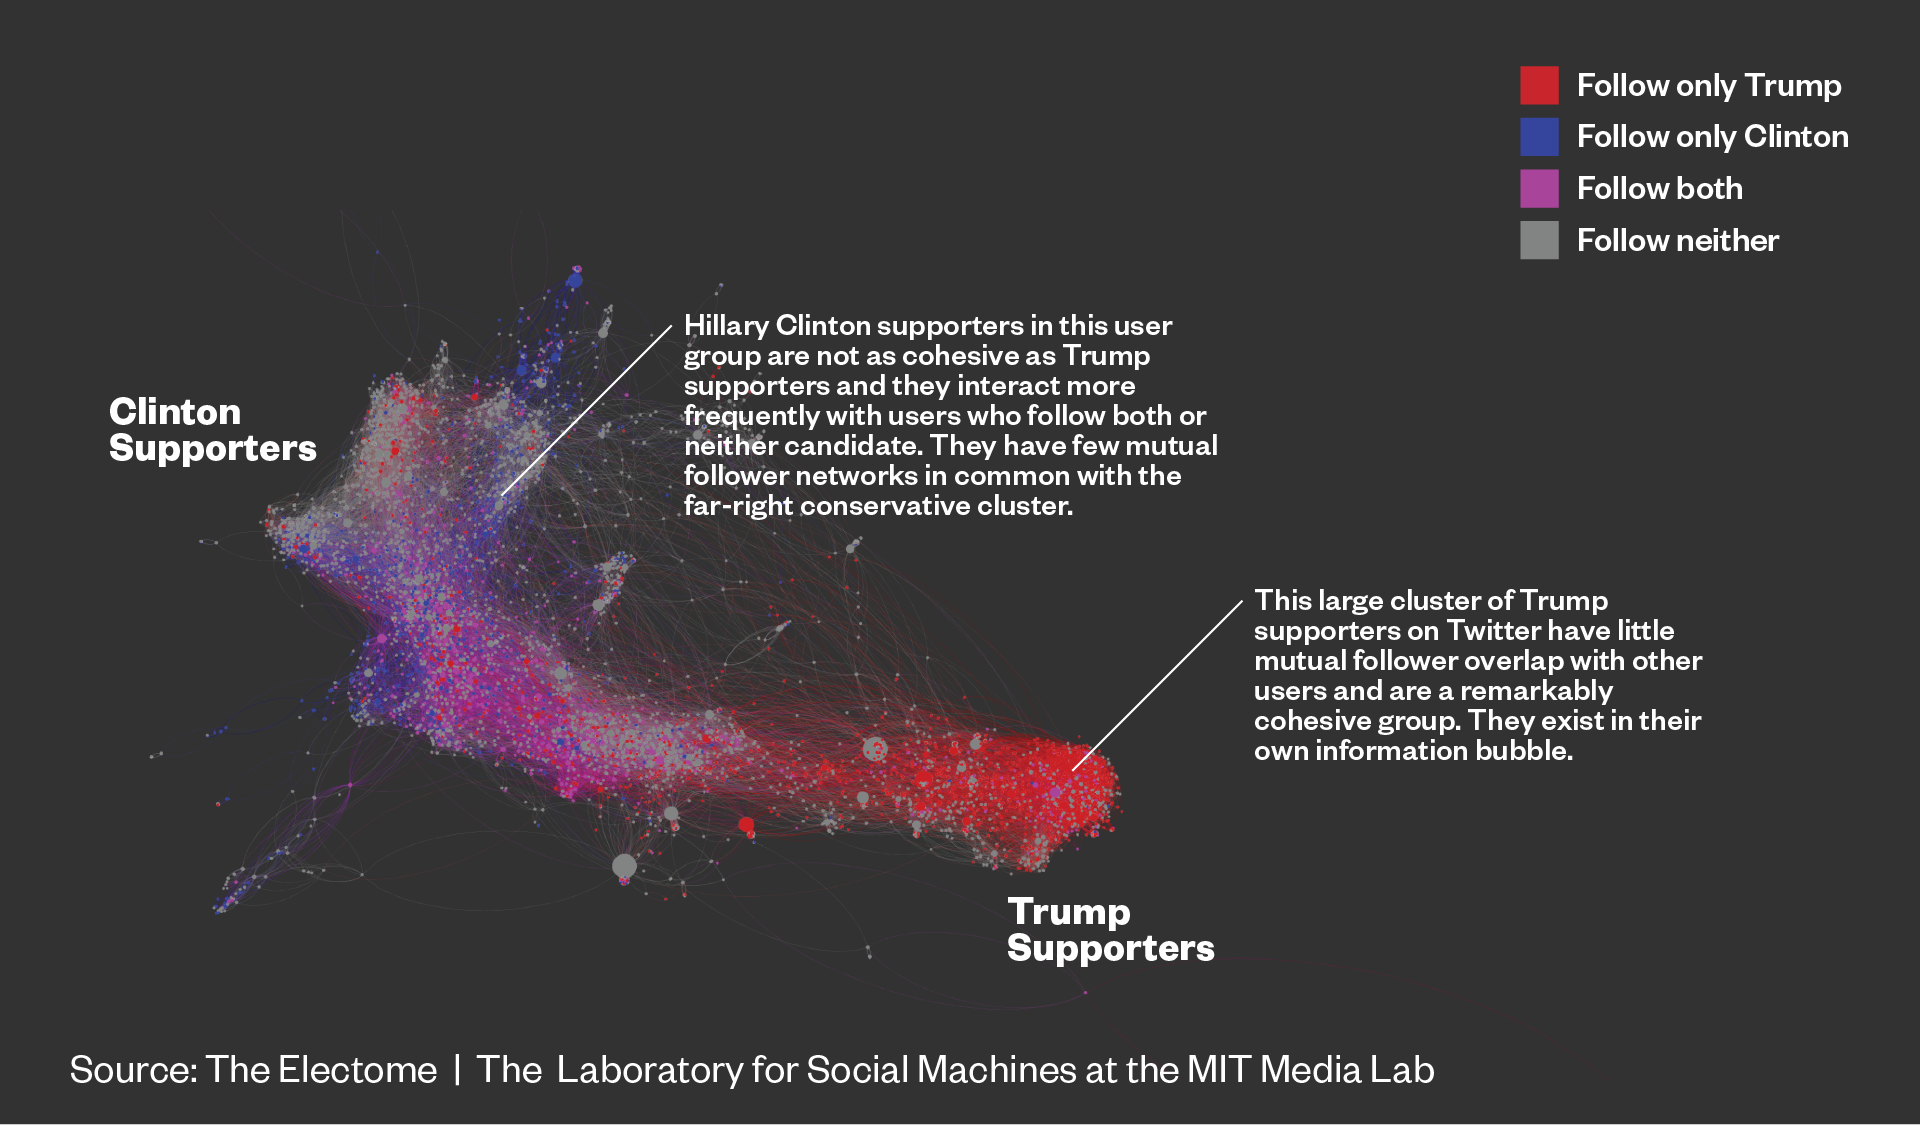 Follow only Trump
Follow only Clinton
Follow both
Follow neither
Hillary Clinton supporters in this user
group are not as cohesive as Trump
supporters and they interact more
frequently with users who follow both or
neither candidate. They have few mutual
follower networks in common with the
far-right conservative cluster.
Clinton
Supporters
This large cluster of Trump
supporters on Twitter have little
mutual follower overlap with other
users and are a remarkably
cohesive group. They exist in their
own information bubble.
Trump
Supporters
Source: The Electome | The Laboratory for Social Machines at the MIT Media Lab